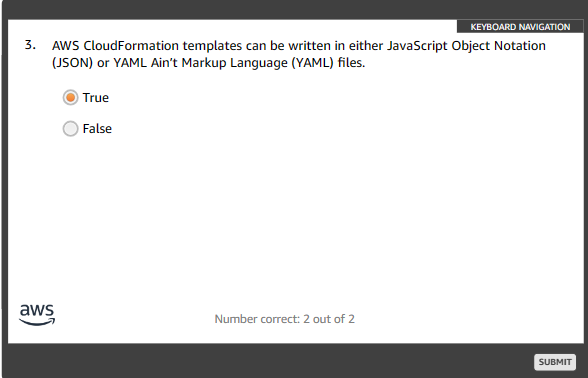 KEYBOARD NAVIGATION
3. AWS CloudFormation templates can be written in either JavaScript Object Notation
(JSON) or YAML Ain't Markup Language (YAML) files.
True
False
aws
Number correct: 2 out of 2
SUBMIT